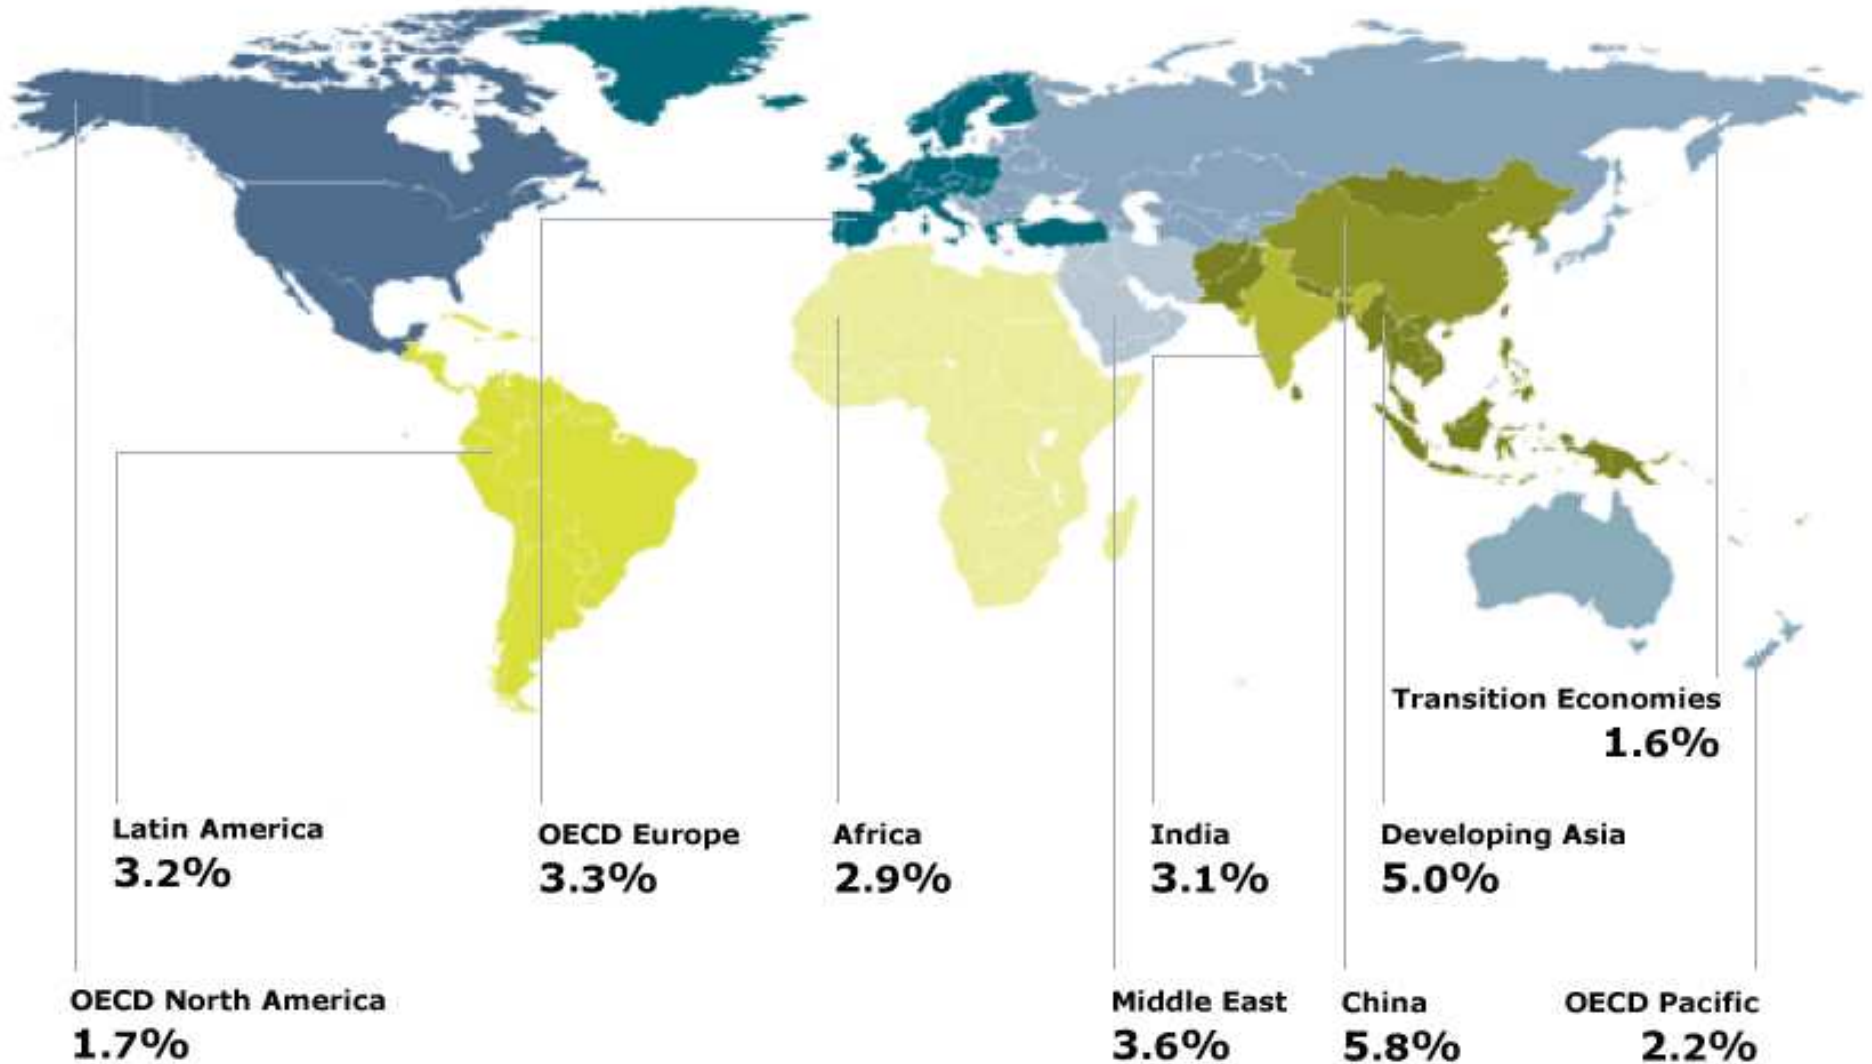 Transition Economies
1.6%
Latin America
3.2%
OECD Europe
3.3%
Africa
2.9%
India
3.1%
Developing Asia
5.0%
OECD North America
1.7%
Middle East
3.6%
China
5.8%
OECD Pacific
2.2%